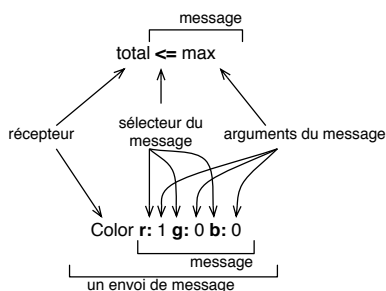 message
total <= max
récepteur
sélecteur du
message
arguments du message
Color r: 1 g: 0 b: 0
message
un envoi de message